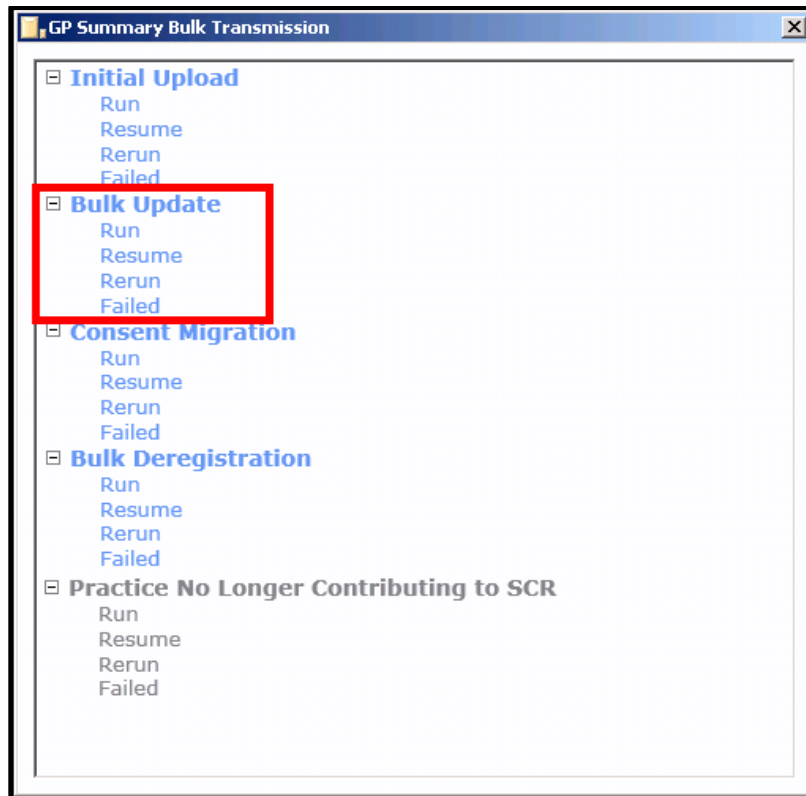 GP Summary Bulk Transmission
Initial Upload
Run
Resume
Rerun
Failed
Bulk Update
Run
Resume
Rerun
Failed
Consent Migration
Run
Resume
Rerun
Failed
Bulk Deregistration
Run
Resume
Rerun
Failed
Practice No Longer Contributing to SCR
Run
Resume
Rerun
Failed